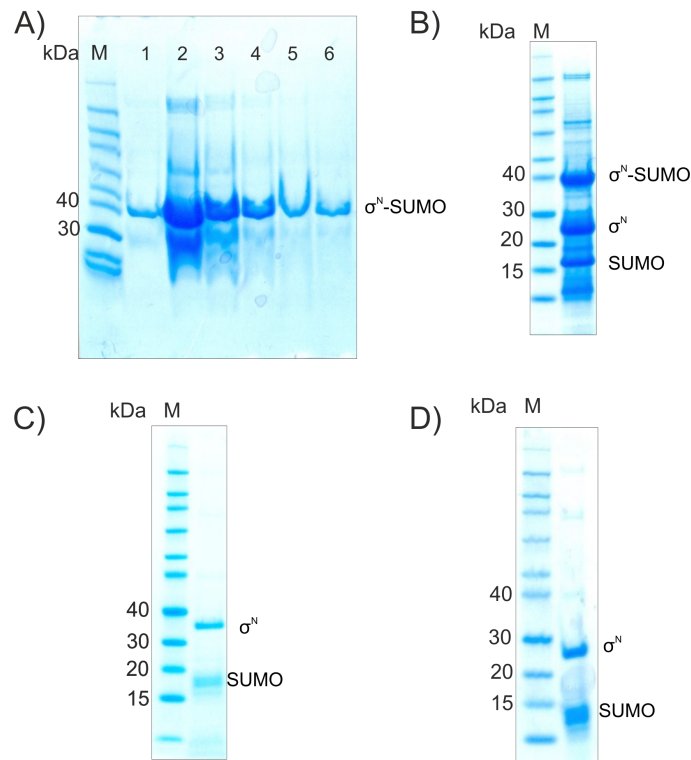 A)
kDa M 1 2 3 4 5 6
40
30
σᴺ-SUMO
B)
kDa M
40
30
20
15
σᴺ-SUMO
σᴺ
SUMO
C)
kDa M
40
30
20
15
σᴺ
SUMO
D)
kDa M
40
30
20
15
σᴺ
SUMO